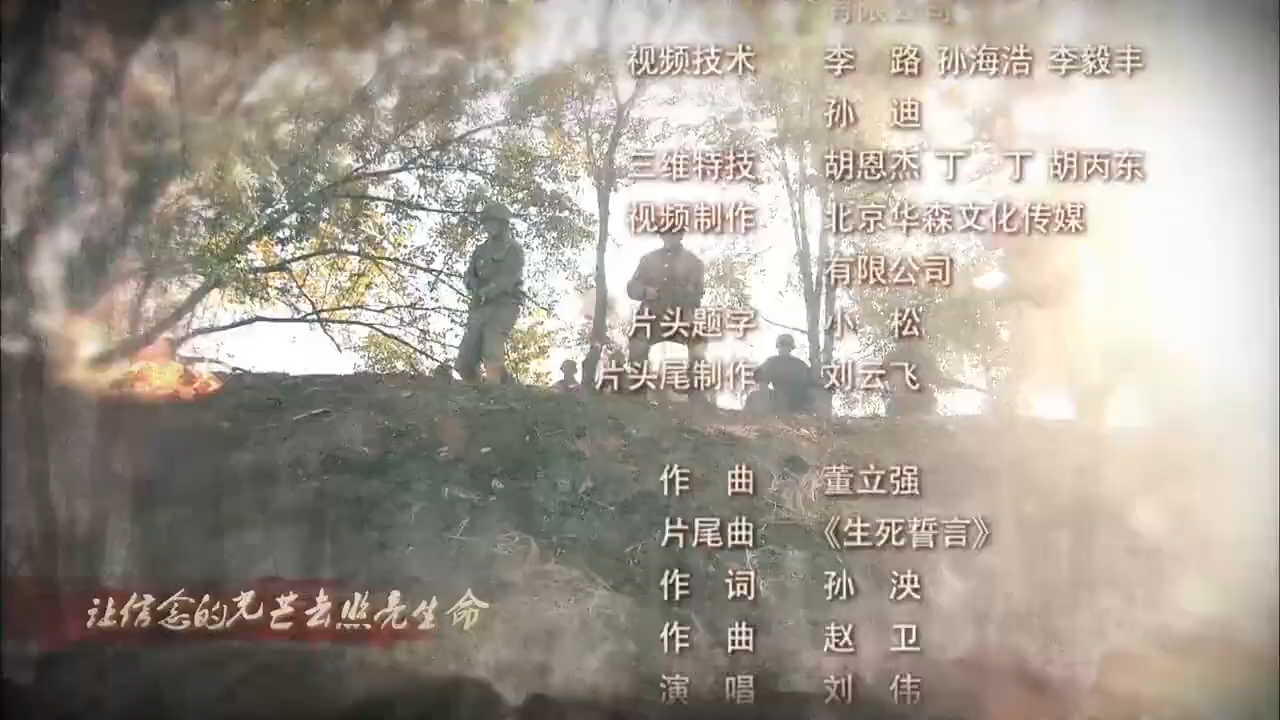 有限公司
视频技术 李 路 孙海浩 李毅丰
孙 迪
三维特技 胡恩杰 丁 丁 胡丙东
视频制作 北京华森文化传媒
有限公司
片头题字 小 松
片头尾制作 刘云飞
作 曲 董立强
片尾曲 《生死誓言》
作 词 孙 泱
作 曲 赵 卫
演 唱 刘 伟
让信念的光芒去照亮生命